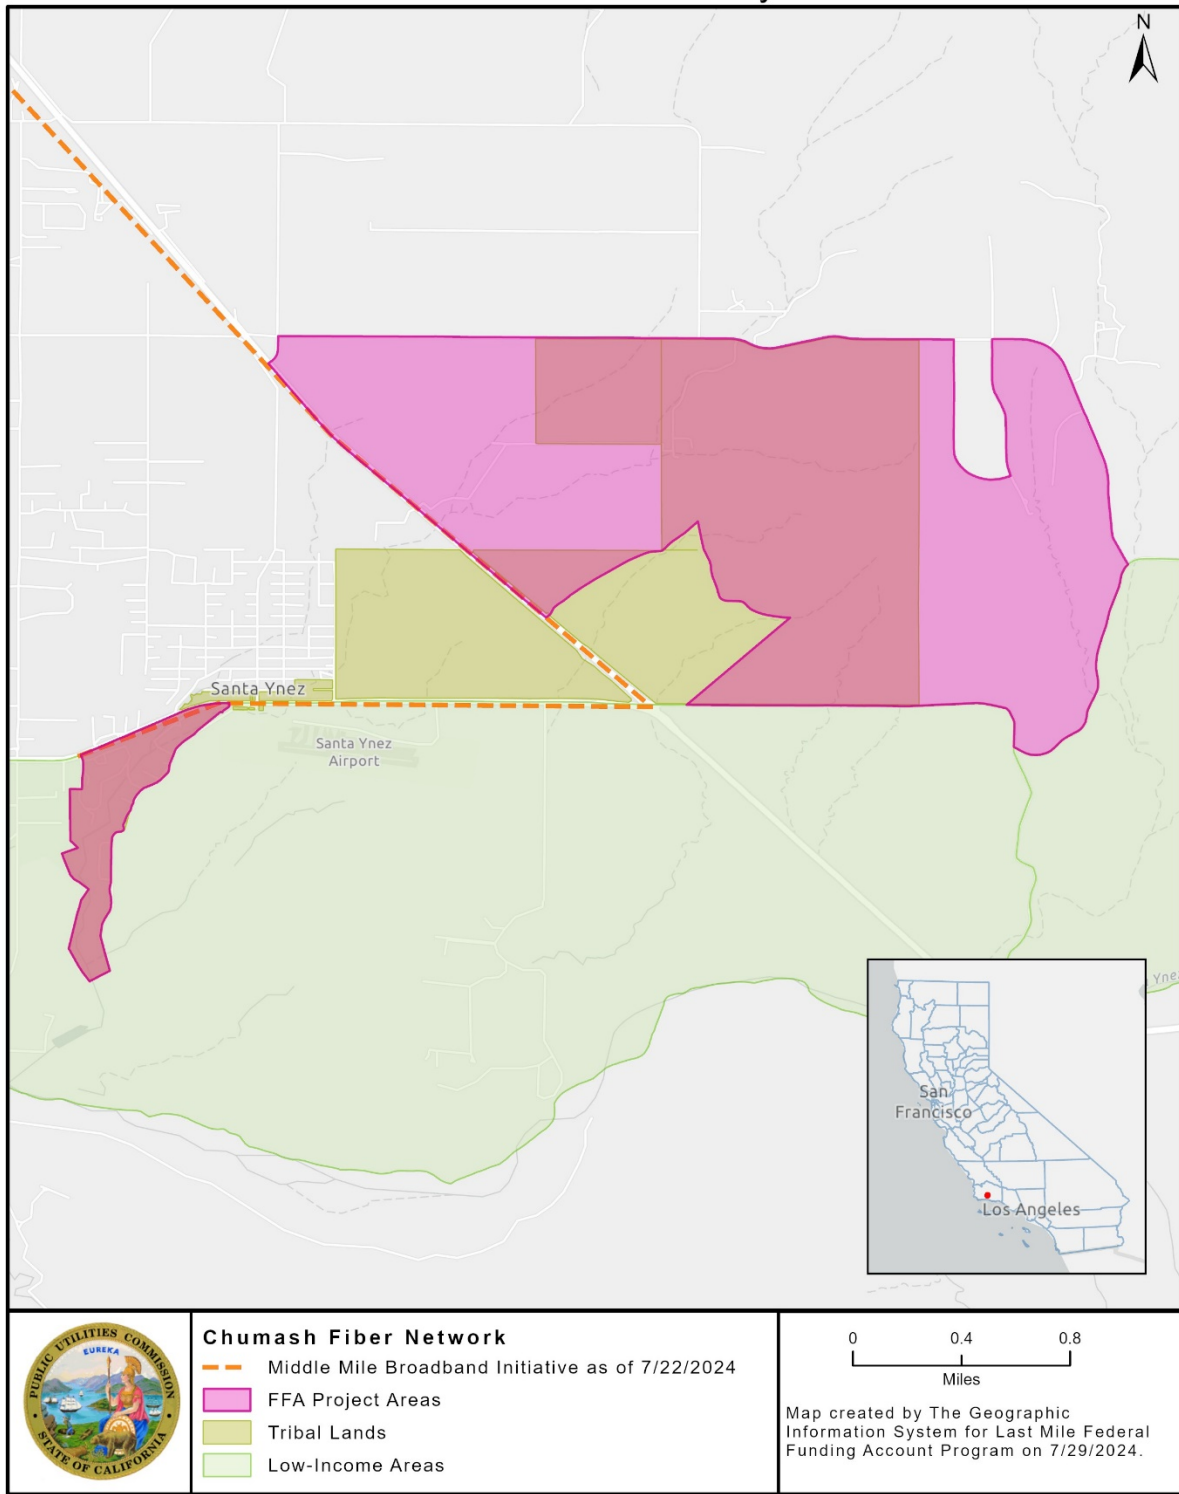 N
Santa Ynez
Santa Ynez
Airport
Ynez
San
Francisco
Los Angeles
PUBLIC UTILITIES COMMISSION
EUREKA
STATE OF CALIFORNIA
Chumash Fiber Network
Middle Mile Broadband Initiative as of 7/22/2024
FFA Project Areas
Tribal Lands
Low-Income Areas
0 0.4 0.8
Miles
Map created by The Geographic
Information System for Last Mile Federal
Funding Account Program on 7/29/2024.